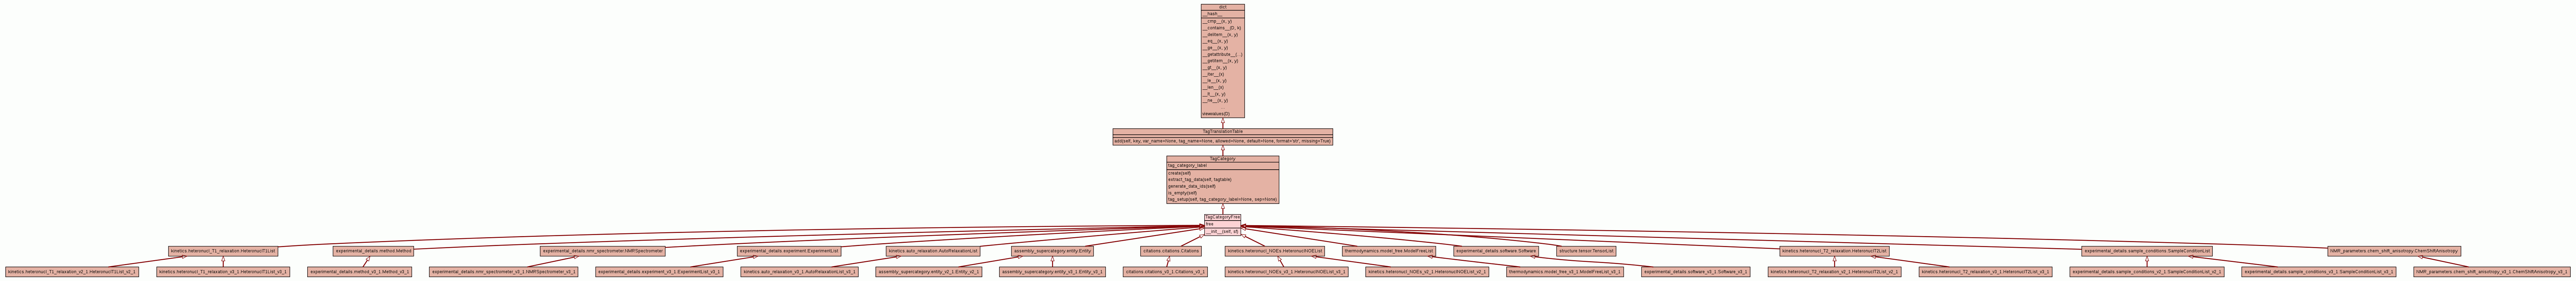 dict
__hash__
__cmp__(x, y)
__contains__(D, k)
__delitem__(x, y)
__eq__(x, y)
__ge__(x, y)
__getattribute__(...)
__getitem__(x, y)
__gt__(x, y)
__iter__(x)
__le__(x, y)
__len__(x)
__lt__(x, y)
__ne__(x, y)
viewvalues(D)
TagTranslationTable
add(self, key, var_name=None, tag_name=None, allowed=None, default=None, format='str', missing=True)
TagCategory
tag_category_label
create(self)
extract_tag_data(self, tagtable)
generate_data_ids(self)
is_empty(self)
tag_setup(self, tag_category_label=None, sep=None)
TagCategoryFree
free
__init__(self, sf)
kinetics.heteronucl_T1_relaxation.HeteronuclT1List
experimental_details.method.Method
experimental_details.nmr_spectrometer.NMRSpectrometer
experimental_details.experiment.ExperimentList
kinetics.auto_relaxation.AutoRelaxationList
assembly_supercategory.entity.Entity
citations.citations.Citations
kinetics.heteronucl_NOEs.HeteronuclNOEList
thermodynamics.model_free.ModelFreeList
experimental_details.software.Software
structure.tensor.TensorList
kinetics.heteronucl_T2_relaxation.HeteronuclT2List
experimental_details.sample_conditions.SampleConditionList
NMR_parameters.chem_shift_anisotropy.ChemShiftAnisotropy
kinetics.heteronucl_T1_relaxation_v2_1.HeteronuclT1List_v2_1
kinetics.heteronucl_T1_relaxation_v3_1.HeteronuclT1List_v3_1
experimental_details.method_v3_1.Method_v3_1
experimental_details.nmr_spectrometer_v3_1.NMRSpectrometer_v3_1
experimental_details.experiment_v3_1.ExperimentList_v3_1
kinetics.auto_relaxation_v3_1.AutoRelaxationList_v3_1
assembly_supercategory.entity_v2_1.Entity_v2_1
assembly_supercategory.entity_v3_1.Entity_v3_1
citations.citations_v3_1.Citations_v3_1
kinetics.heteronucl_NOEs_v3_1.HeteronuclNOEList_v3_1
kinetics.heteronucl_NOEs_v2_1.HeteronuclNOEList_v2_1
thermodynamics.model_free_v3_1.ModelFreeList_v3_1
experimental_details.software_v3_1.Software_v3_1
kinetics.heteronucl_T2_relaxation_v2_1.HeteronuclT2List_v2_1
kinetics.heteronucl_T2_relaxation_v3_1.HeteronuclT2List_v3_1
experimental_details.sample_conditions_v2_1.SampleConditionList_v2_1
experimental_details.sample_conditions_v3_1.SampleConditionList_v3_1
NMR_parameters.chem_shift_anisotropy_v3_1.ChemShiftAnisotropy_v3_1